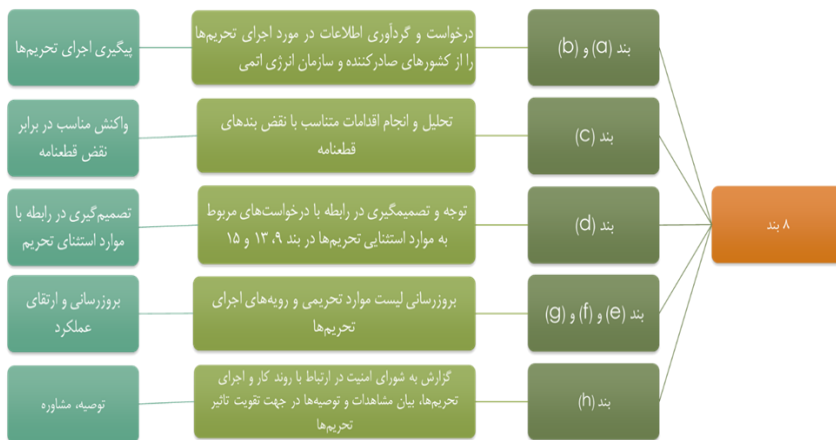 ۸ بند
بند (a) و (b)
درخواست و گردآوری اطلاعات در مورد اجرای تحریم‌ها
را از کشورهای صادرکننده و سازمان انرژی اتمی
پیگیری اجرای تحریم‌ها
بند (c)
تحلیل و انجام اقدامات متناسب با نقض بندهای
قطعنامه
واکنش مناسب در برابر
نقض قطعنامه
بند (d)
توجه و تصمیمگیری در رابطه با درخواست‌های مربوط
به موارد استثنایی تحریم‌ها در بند ۹، ۱۳ و ۱۵
تصمیم‌گیری در رابطه با
موارد استثنای تحریم
بند (e) و (f) و (g)
بروزرسانی لیست موارد تحریمی و رویه‌های اجرای
تحریم‌ها
بروزرسانی و ارتقای
عملکرد
بند (h)
گزارش به شورای امنیت در ارتباط با روند کار و اجرای
تحریم‌ها، بیان مشاهدات و توصیه‌ها در جهت تقویت تاثیر
تحریم‌ها
توصیه، مشاوره